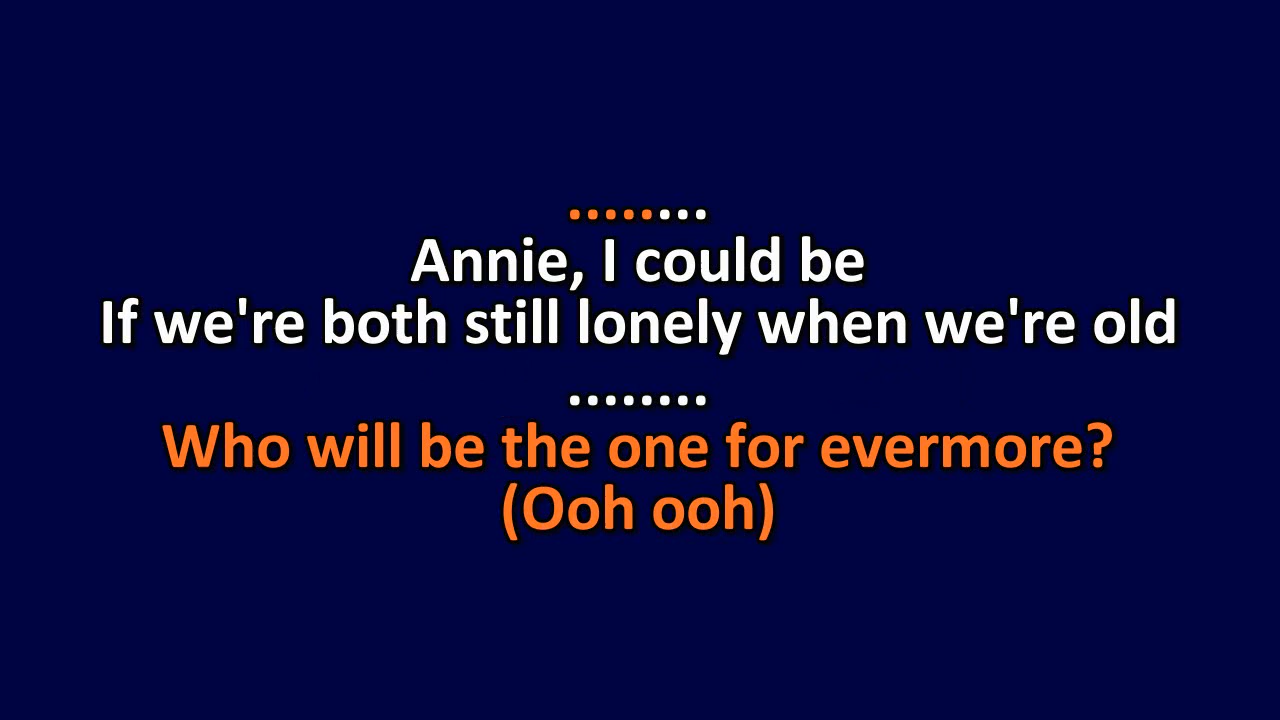 ........
Annie, I could be
If we're both still lonely when we're old
........
Who will be the one for evermore?
(Ooh ooh)